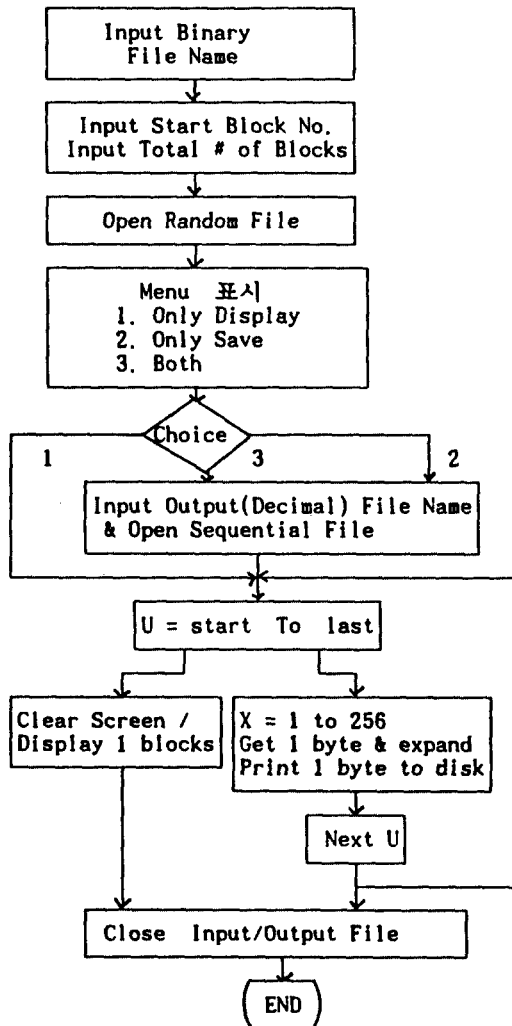 Input Binary
File Name
Input Start Block No.
Input Total # of Blocks
Open Random File
Menu 표시
1. Only Display
2. Only Save
3. Both
Choice
1
3
2
Input Output(Decimal) File Name
& Open Sequential File
U = start To last
Clear Screen /
Display 1 blocks
X = 1 to 256
Get 1 byte & expand
Print 1 byte to disk
Next U
Close Input/Output File
END